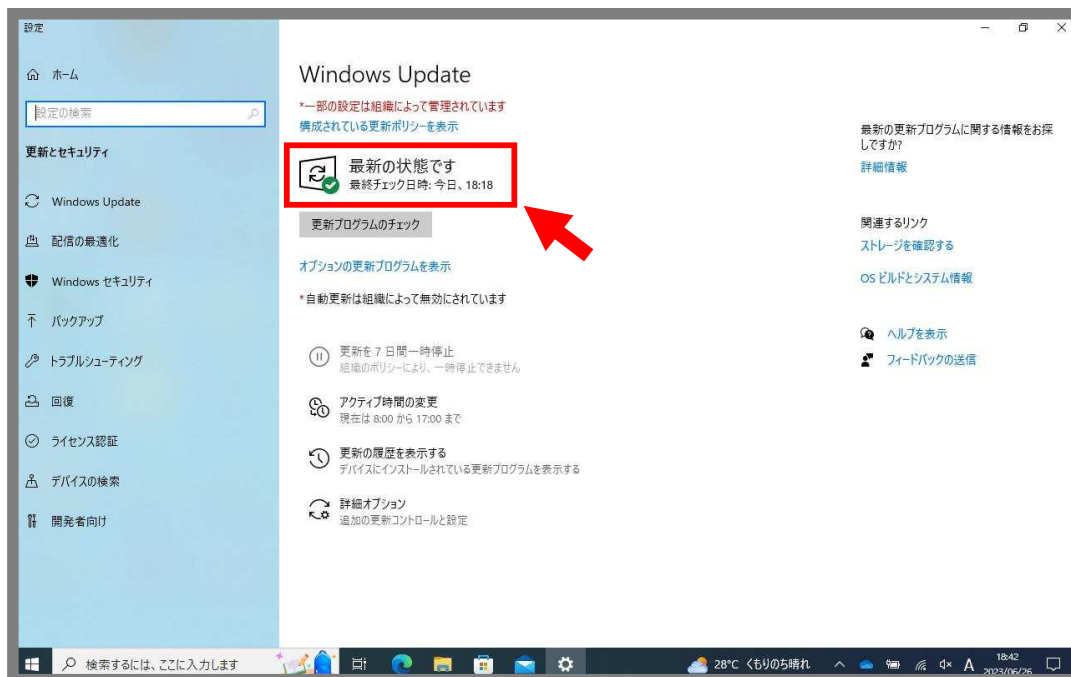 設定
ホーム
設定の検索
更新とセキュリティ
Windows Update
配信の最適化
Windows セキュリティ
バックアップ
トラブルシューティング
回復
ライセンス認証
デバイスの検索
開発者向け
Windows Update
*一部の設定は組織によって管理されています
構成されている更新ポリシーを表示
最新の状態です
最終チェック日時: 今日、18:18
更新プログラムのチェック
オプションの更新プログラムを表示
*自動更新は組織によって無効にされています
更新を 7 日間一時停止
組織のポリシーにより、一時停止できません
アクティブ時間の変更
現在は 8:00 から 17:00 まで
更新の履歴を表示する
デバイスにインストールされている更新プログラムを表示する
詳細オプション
追加の更新コントロールと設定
最新の更新プログラムに関する情報をお探
しですか?
詳細情報
関連するリンク
ストレージを確認する
OS ビルドとシステム情報
ヘルプを表示
フィードバックの送信
検索するには、ここに入力します
28°C くもりのち晴れ
A
18:42
2023/06/26